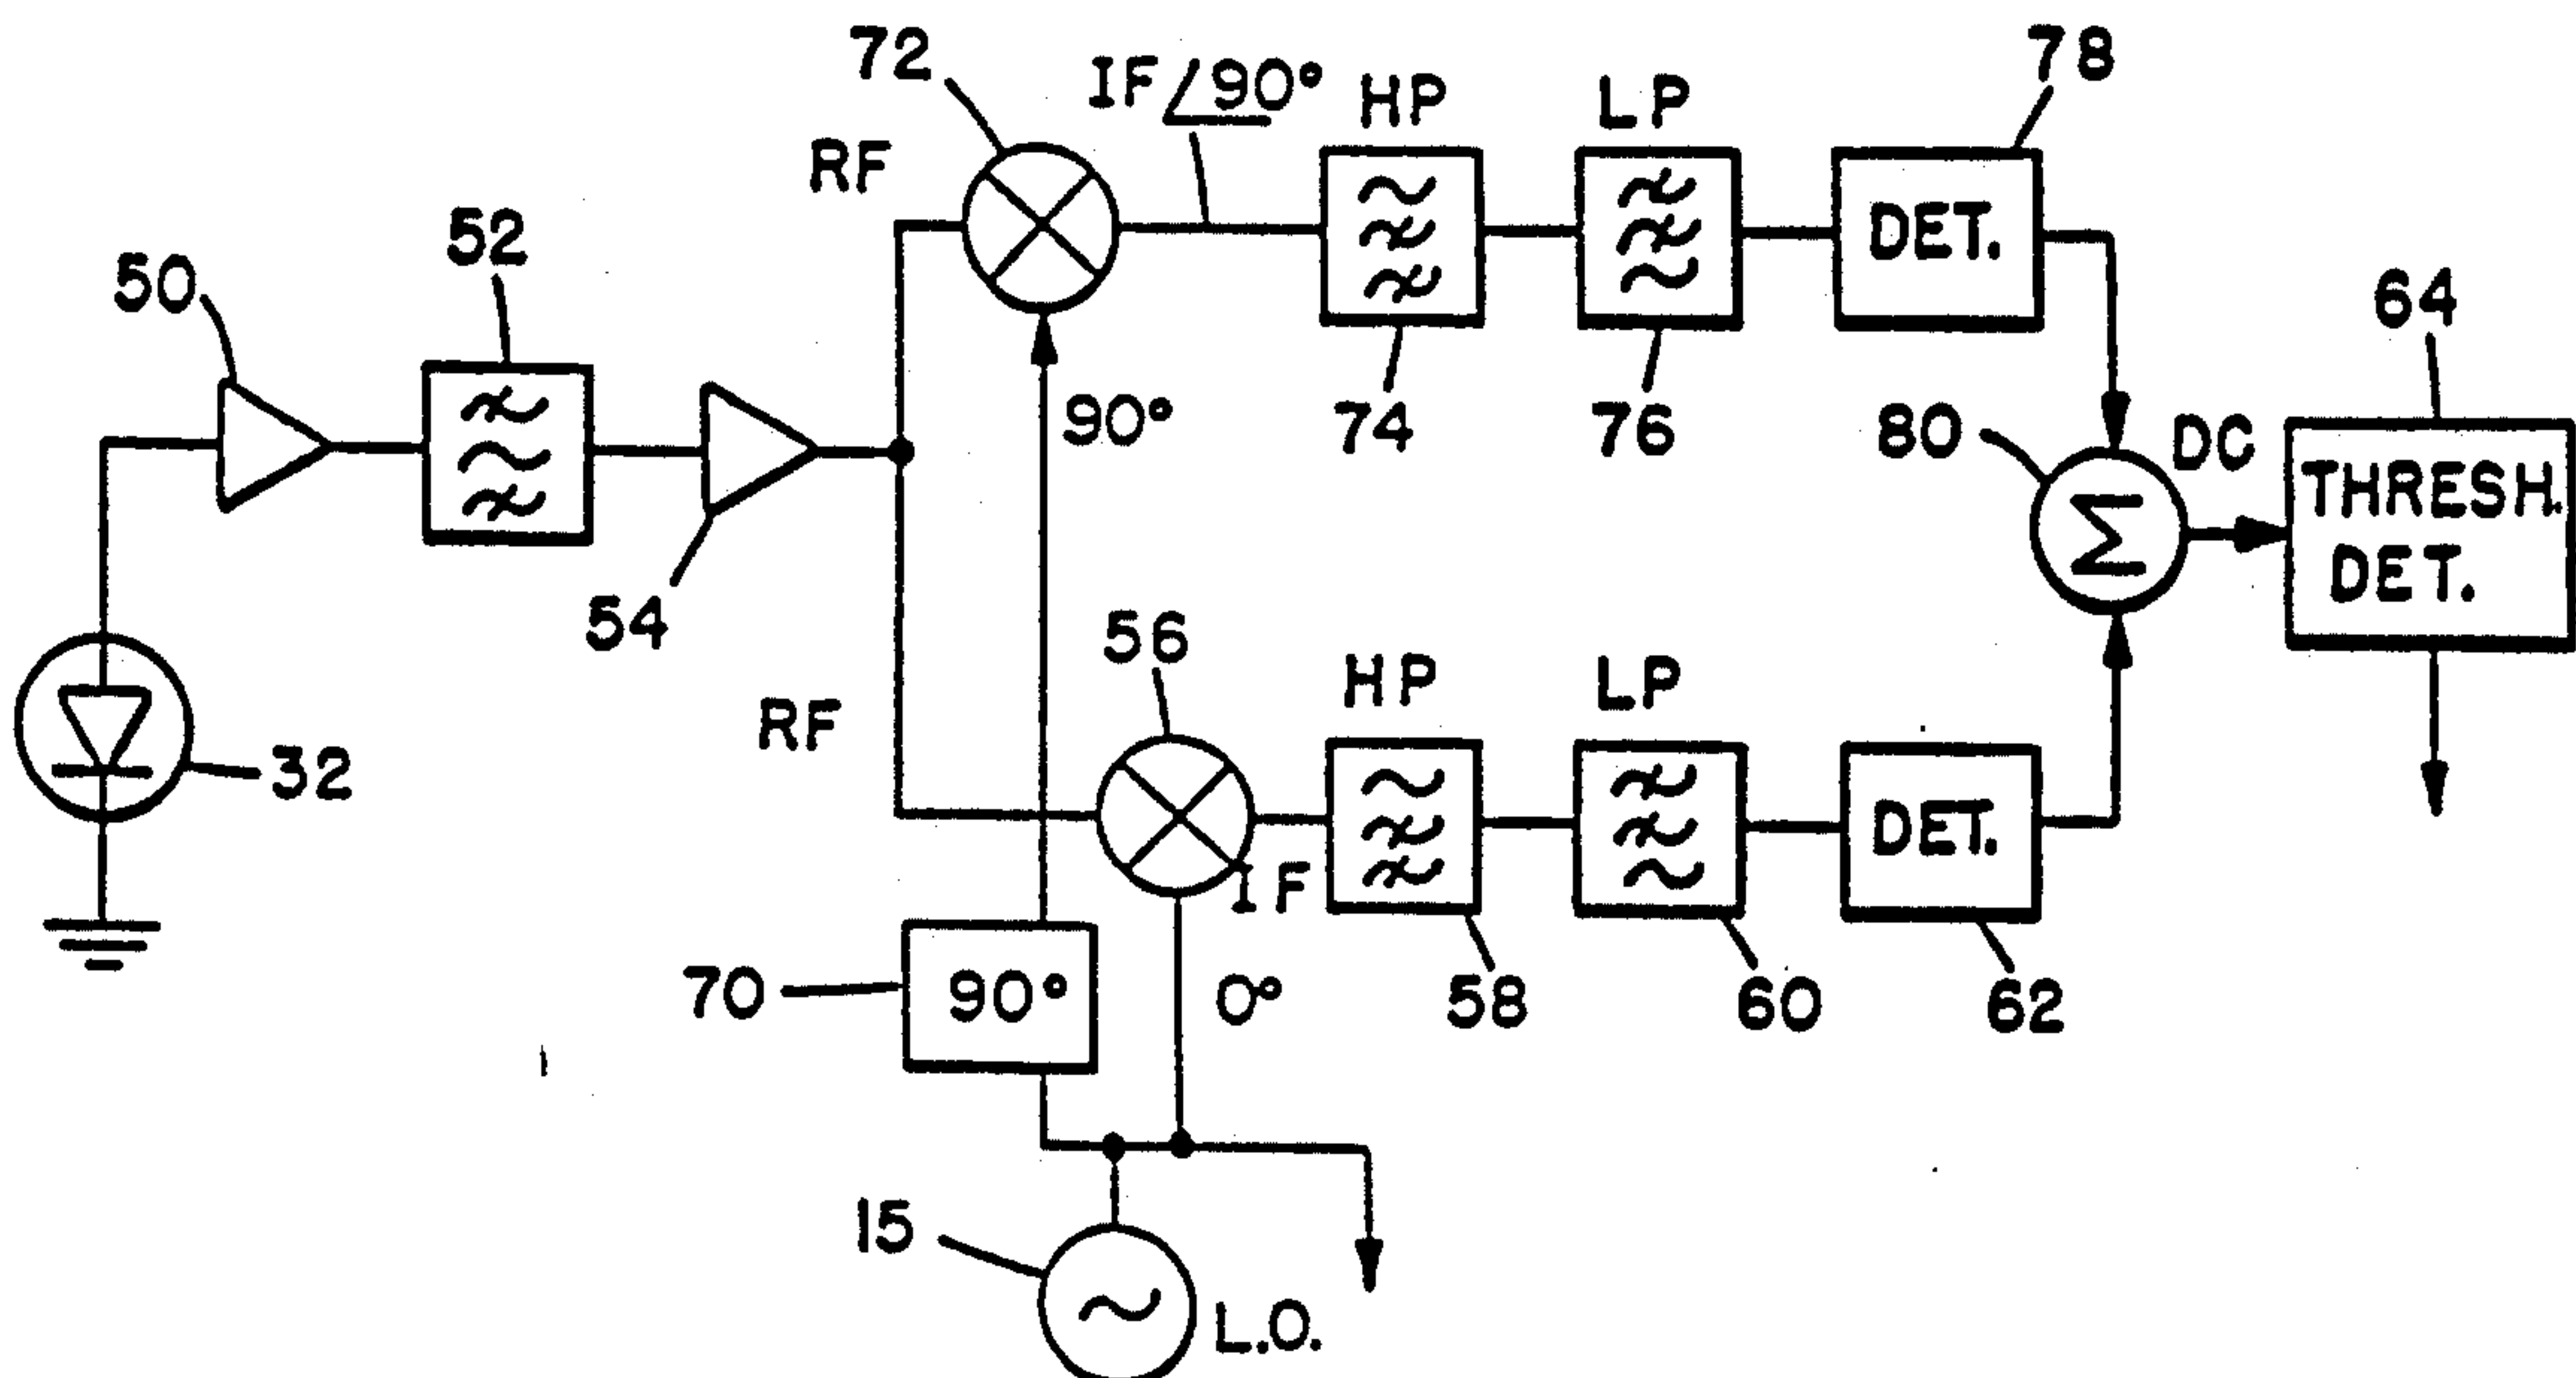 72
IF/90°
HP
LP
78
RF
52
50
DET.
64
90°
74
76
80
DC
THRESH.
DET.
54
56
HP
LP
RF
32
DET.
IF
70
90°
0°
58
60
62
15
L.O.